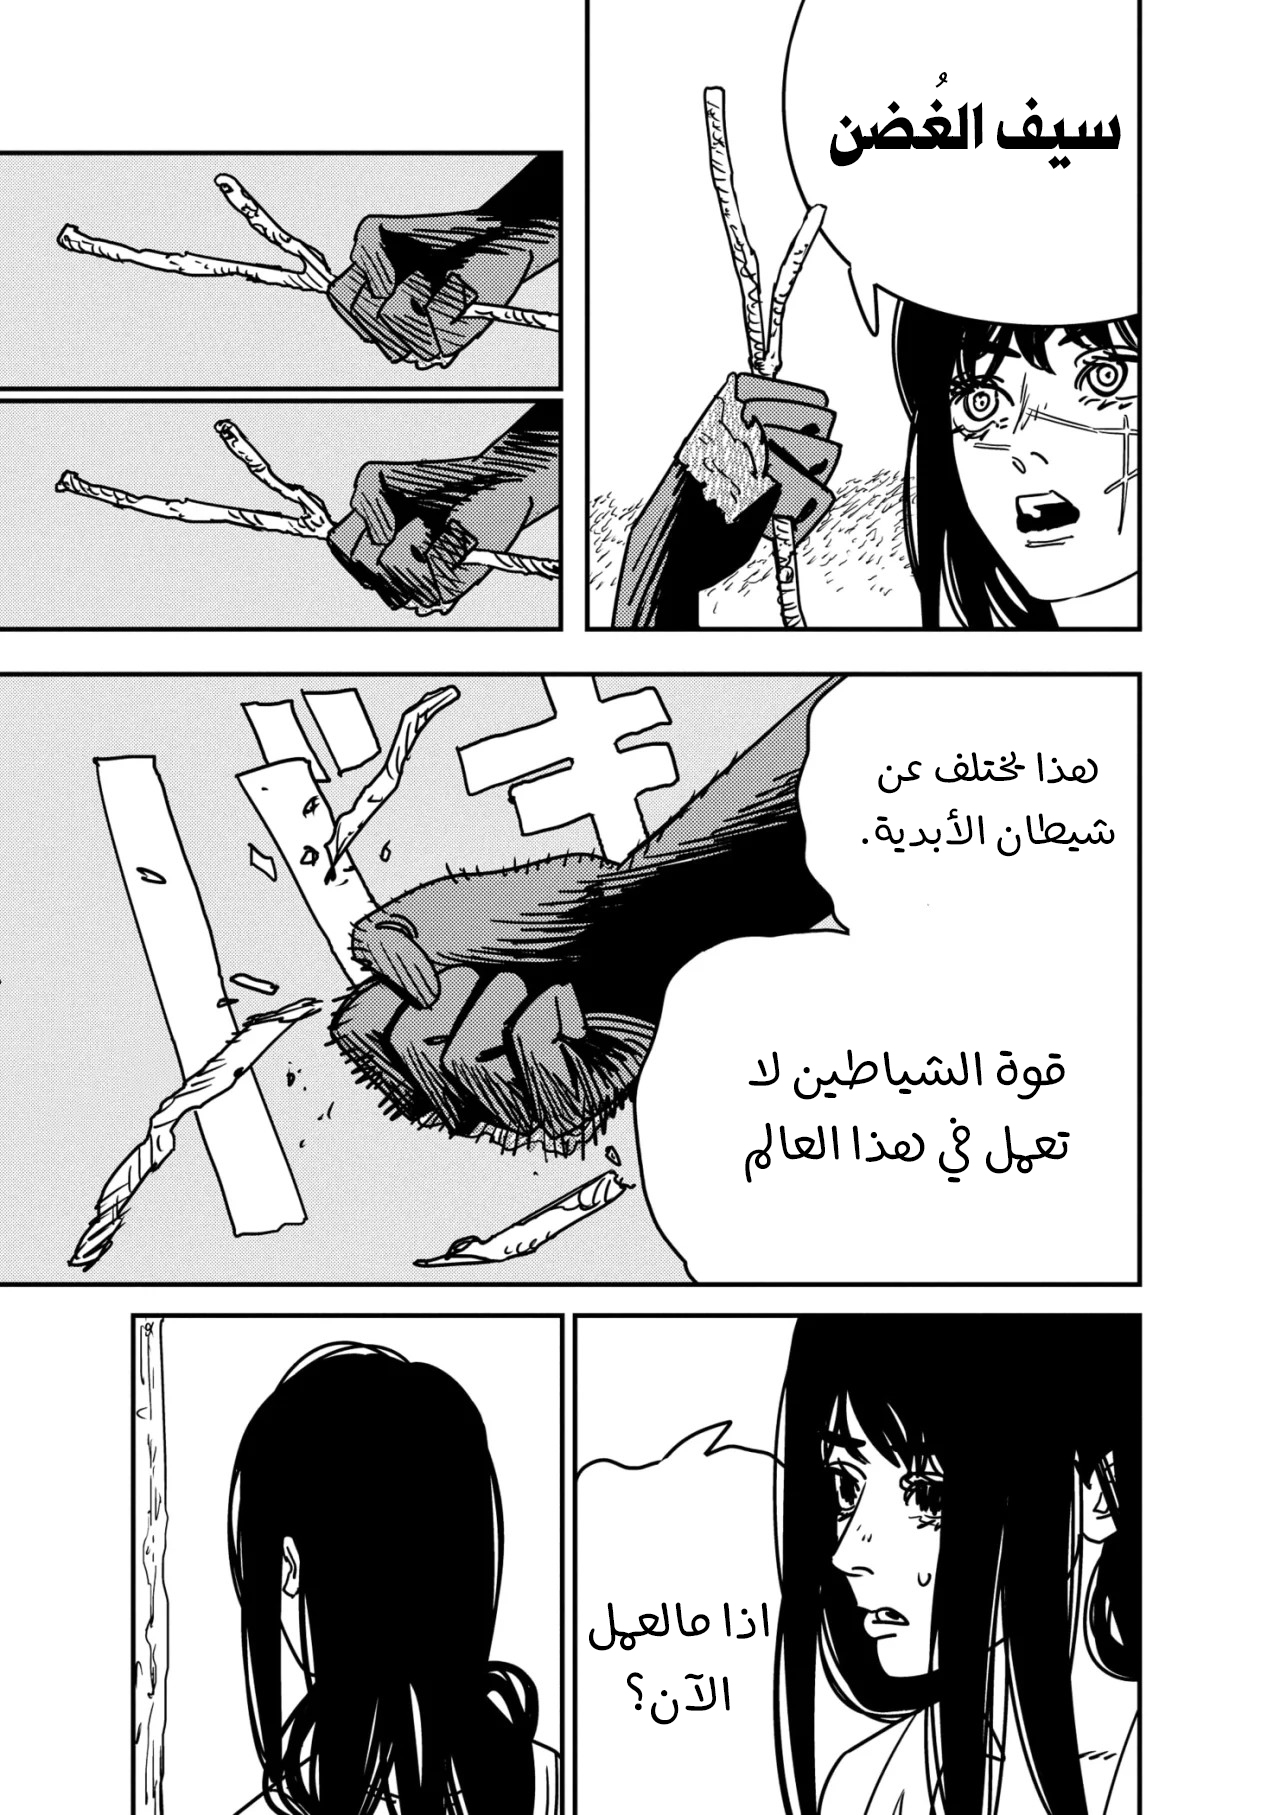 سيف الغُضن
هذا يختلف عن
شيطان الأبدية.
قوة الشياطين لا
تعمل في هذا العالم
اذا مالعمل
الآن؟